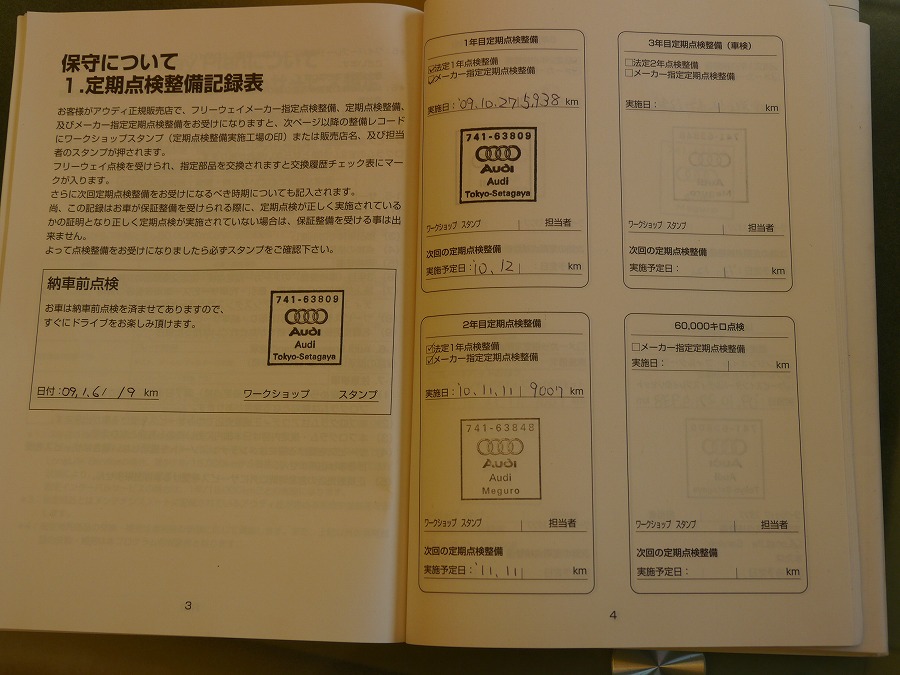 保守について
1.定期点検整備記録表
お客様がアウディ正規販売店で、フリーウェイメーカー指定点検整備、定期点検整備、
及びメーカー指定定期点検整備をお受けになりますと、次ページ以降の整備レコード
にワークショップスタンプ（定期点検整備実施工場の印）または販売店名、及び担当
者のスタンプが押されます。
フリーウェイ点検を受けられ、指定部品を交換されますと交換履歴チェック表にマー
クが入ります。
さらに次回定期点検整備をお受けになるべき時期についても記入されます。
尚、この記録はお車が保証整備を受けられる際に、定期点検が正しく実施されている
かの証明となり正しく定期点検が実施されていない場合は、保証整備を受ける事は出
来ません。
よって点検整備をお受けになりましたら必ずスタンプをご確認下さい。
納車前点検
お車は納車前点検を済ませてありますので、
すぐにドライブをお楽しみ頂けます。
741-63809
Audi
Audi
Tokyo-Setagaya
日付：09.1.6/ 19 km
ワークショップ スタンプ
3
1年目定期点検整備
☑法定1年点検整備
☑メーカー指定定期点検整備
実施日：'09.10.27 5,938 km
741-63809
Audi
Audi
Tokyo-Setagaya
ワークショップ スタンプ 担当者
次回の定期点検整備
実施予定日：'10.12 km
2年目定期点検整備
☑法定1年点検整備
☑メーカー指定定期点検整備
実施日：'10.11.11 9007 km
741-63848
Audi
Audi
Meguro
ワークショップ スタンプ 担当者
次回の定期点検整備
実施予定日：'11.11 km
3年目定期点検整備（車検）
□法定2年点検整備
□メーカー指定定期点検整備
実施日： km
ワークショップ スタンプ 担当者
次回の定期点検整備
実施予定日： km
60,000キロ点検
□メーカー指定定期点検整備
実施日： km
ワークショップ スタンプ 担当者
次回の定期点検整備
実施予定日： km
4